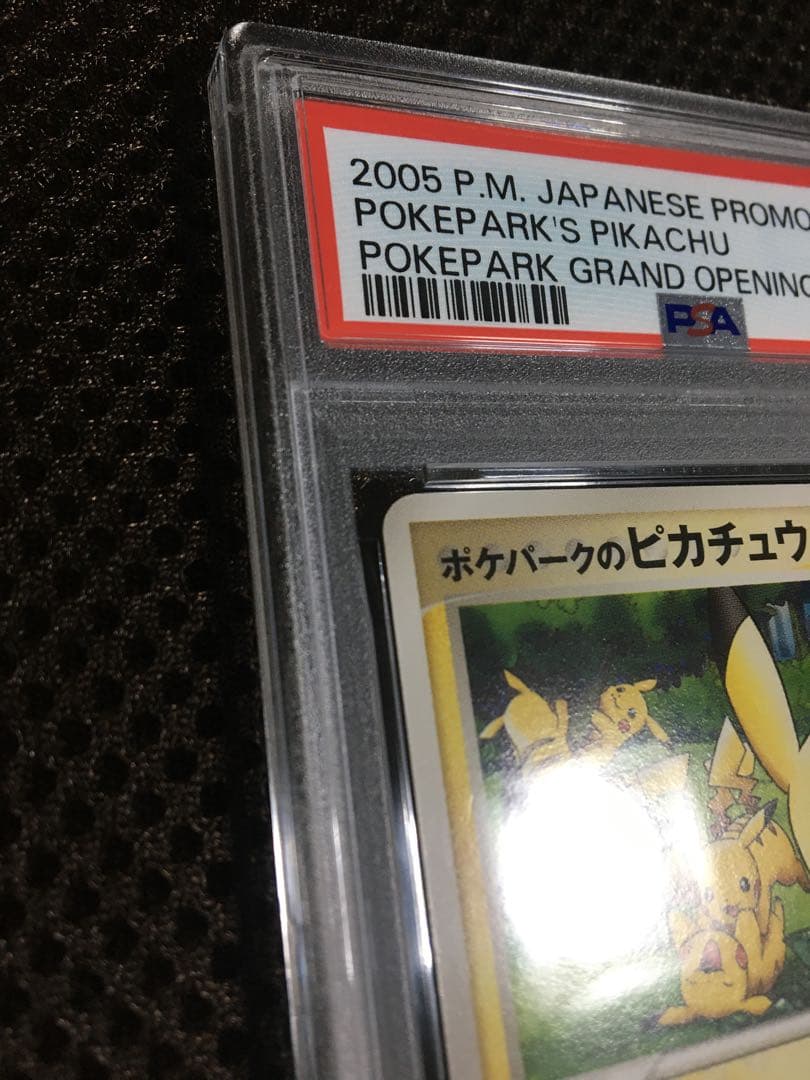 2005 P.M. JAPANESE PROMO
POKEPARK'S PIKACHU
POKEPARK GRAND OPENING
PSA
ポケパークのピカチュウ